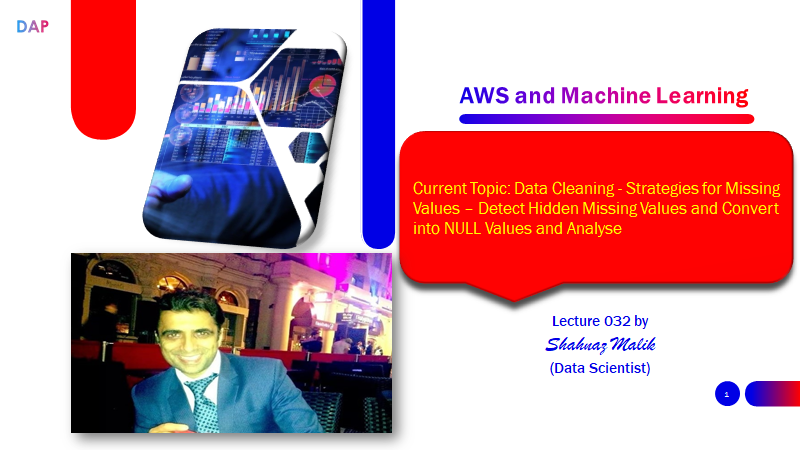 DAP
AWS and Machine Learning
Current Topic: Data Cleaning - Strategies for Missing
Values – Detect Hidden Missing Values and Convert
into NULL Values and Analyse
Lecture 032 by
Shahnaz Malik
(Data Scientist)
1